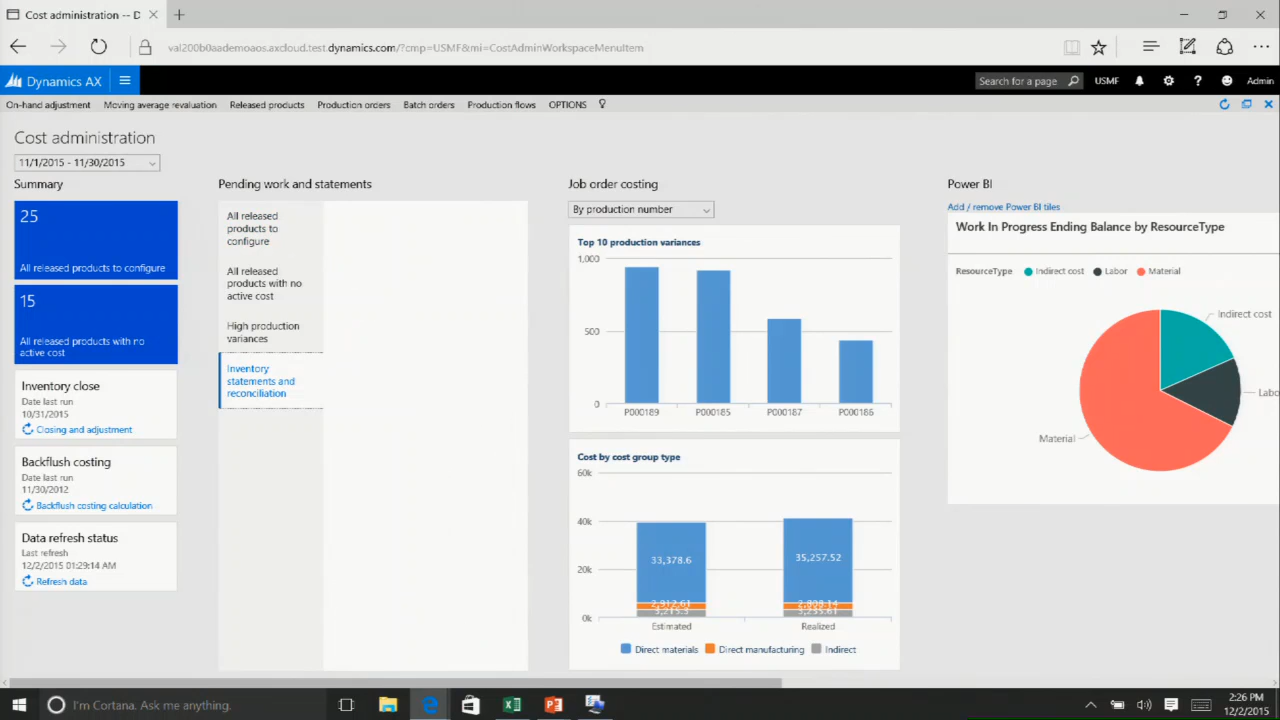 Cost administration -- D
val200b0aademoaos.axcloud.test.dynamics.com/?cmp=USMF&mi=CostAdminWorkspaceMenuItem
Dynamics AX
Search for a page
USMF
Admin
On-hand adjustment Moving average revaluation Released products Production orders Batch orders Production flows OPTIONS
Cost administration
11/1/2015 - 11/30/2015
Summary
25
All released products to configure
15
All released products with no
active cost
Inventory close
Date last run
10/31/2015
Closing and adjustment
Backflush costing
Date last run
11/30/2012
Backflush costing calculation
Data refresh status
Last refresh
12/2/2015 01:29:14 AM
Refresh data
Pending work and statements
All released
products to
configure
All released
products with no
active cost
High production
variances
Inventory
statements and
reconciliation
Job order costing
By production number
Top 10 production variances
1,000
500
0
P000189 P000185 P000187 P000186
Cost by cost group type
60k
40k
20k
0k
33,378.6
35,257.52
Estimated Realized
Direct materials Direct manufacturing Indirect
Power BI
Add / remove Power BI tiles
Work In Progress Ending Balance by ResourceType
ResourceType Indirect cost Labor Material
Indirect cost
Labo
Material
I'm Cortana. Ask me anything.
2:26 PM
12/2/2015